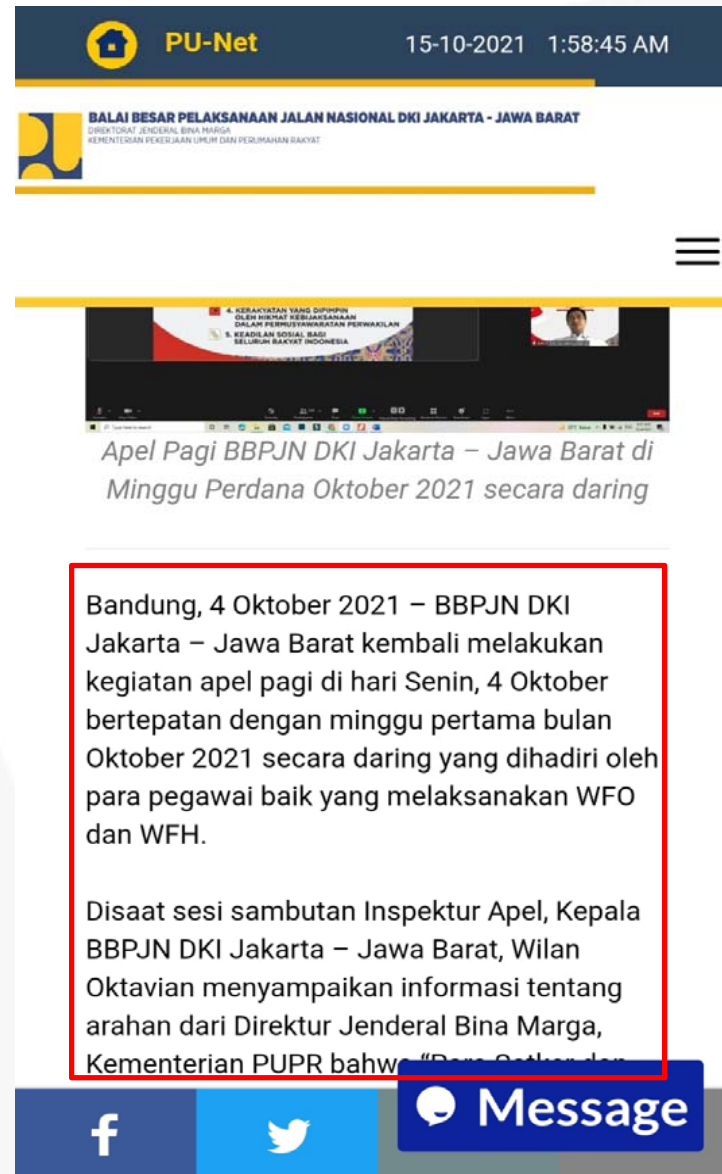 PU-Net
15-10-2021 1:58:45 AM
BALAI BESAR PELAKSANAAN JALAN NASIONAL DKI JAKARTA - JAWA BARAT
DIREKTORAT JENDERAL BINA MARGA
KEMENTERIAN PEKERJAAN UMUM DAN PERUMAHAN RAKYAT
4. KERAKYATAN YANG DIPIMPIN
OLEH HIKMAT KEBIJAKSANAAN
DALAM PERMUSYAWARATAN PERWAKILAN
5. KEADILAN SOSIAL BAGI
SELURUH RAKYAT INDONESIA
Apel Pagi BBPJN DKI Jakarta – Jawa Barat di
Minggu Perdana Oktober 2021 secara daring
Bandung, 4 Oktober 2021 – BBPJN DKI
Jakarta – Jawa Barat kembali melakukan
kegiatan apel pagi di hari Senin, 4 Oktober
bertepatan dengan minggu pertama bulan
Oktober 2021 secara daring yang dihadiri oleh
para pegawai baik yang melaksanakan WFO
dan WFH.
Disaat sesi sambutan Inspektur Apel, Kepala
BBPJN DKI Jakarta – Jawa Barat, Wilan
Oktavian menyampaikan informasi tentang
arahan dari Direktur Jenderal Bina Marga,
Kementerian PUPR bahwa
Message